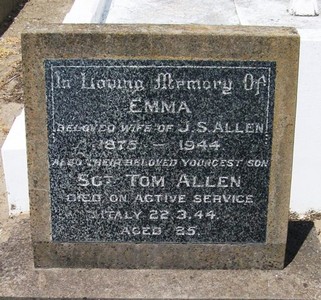 In Loving Memory Of
EMMA
BELOVED WIFE OF J.S. ALLEN
1875 – 1944
ALSO THEIR BELOVED YOUNGEST SON
SGT TOM ALLEN
DIED ON ACTIVE SERVICE
ITALY 22.3.44.
AGED 25.